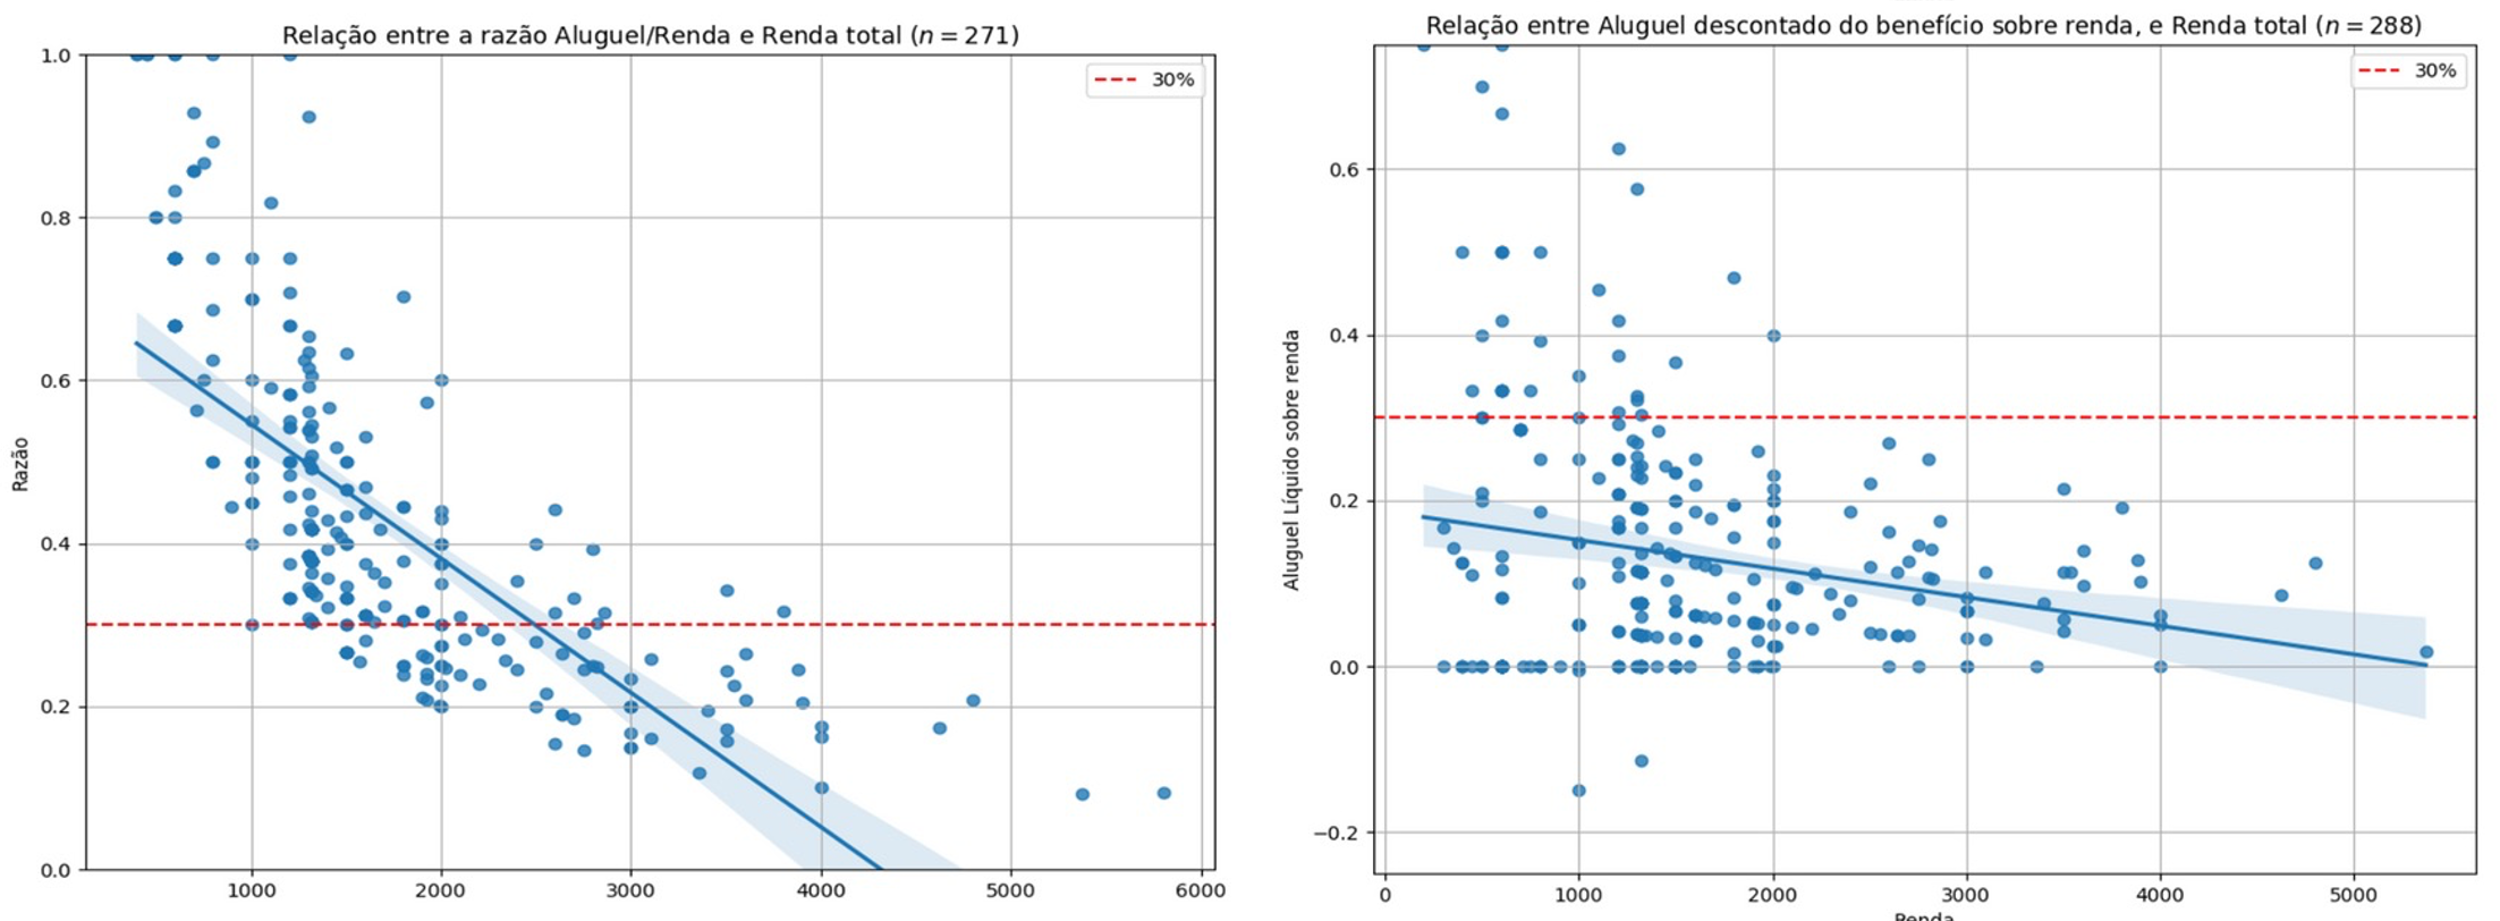 Relação entre a razão Aluguel/Renda e Renda total (n = 271)
1.0
0.8
0.6
0.4
0.2
0.0
Razão
30%
1000 2000 3000 4000 5000 6000
Relação entre Aluguel descontado do benefício sobre renda, e Renda total (n = 288)
0.6
0.4
0.2
0.0
−0.2
Aluguel Líquido sobre renda
30%
0 1000 2000 3000 4000 5000
Renda